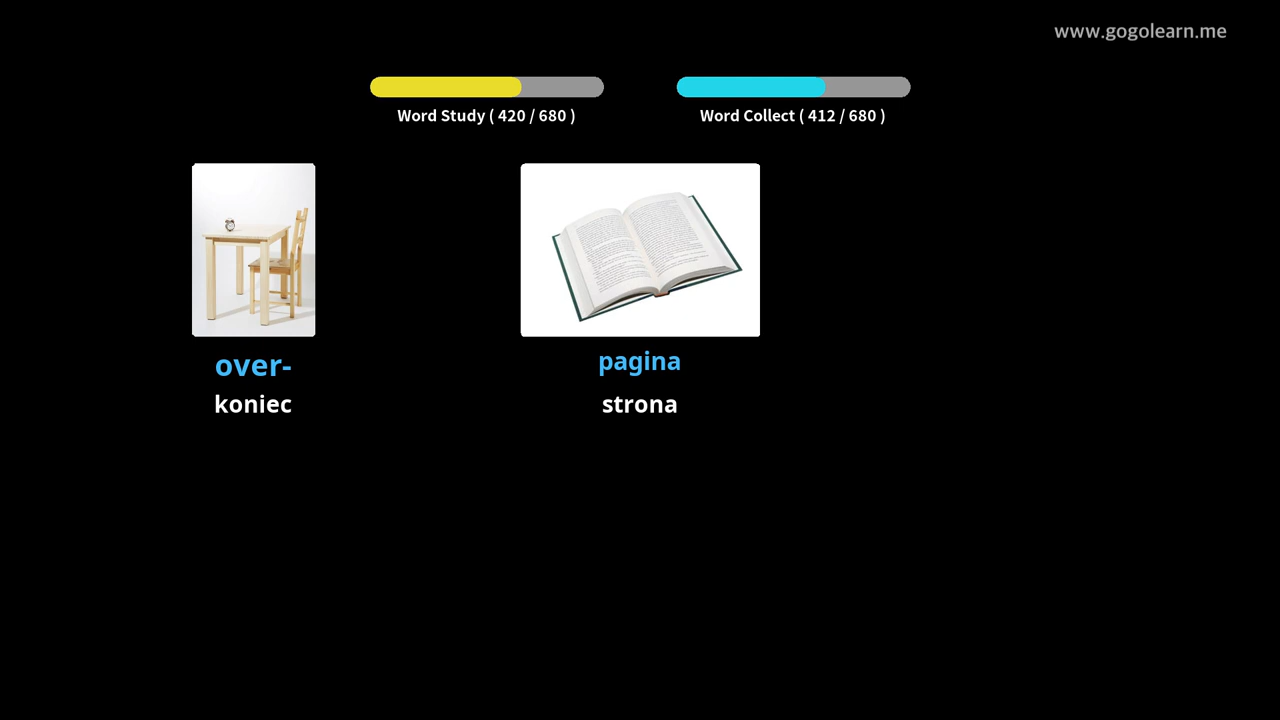 www.gogolearn.me
Word Study ( 420 / 680 )
Word Collect ( 412 / 680 )
over-
koniec
pagina
strona